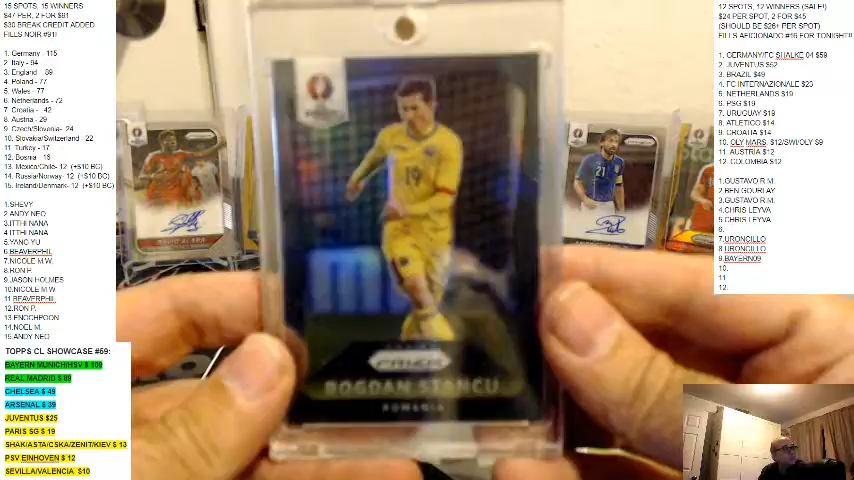 15 SPOTS, 15 WINNERS
$47 PER, 2 FOR $91
$30 BREAK CREDIT ADDED
FILLS NOIR #91!
1. Germany - 115
2. Italy - 94
3. England - 89
4. Poland - 77
5. Wales - 77
6. Netherlands - 72
7. Croatia - 42
8. Austria - 29
9. Czech/Slovenia- 24
10. Slovakia/Switzerland - 22
11. Turkey - 17
12. Bosnia - 16
13. Mexico/Chile- 12 (+$10 BC)
14. Russia/Norway- 12 (+$10 BC)
15. Ireland/Denmark- 12 (+$10 BC)
1.SHEVY
2. ANDY NEO
3.ITTHI NANA
4 ITTHI NANA
5.YANG YU
6.BEAVERPHIL
7.NICOLE M.W.
8.RON P.
9.JASON HOLMES
10.NICOLE M.W
11 BEAVERPHIL
12.RON P.
13 ENOCHPOON
14.NOEL M.
15.ANDY NEO
TOPPS CL SHOWCASE #59:
BAYERN MUNICH/HSV $ 109
REAL MADRID $ 89
CHELSEA $ 49
ARSENAL $ 39
JUVENTUS $25
PARIS SG $ 19
SHAK/ASTA/CSKA/ZENIT/KIEV $ 13
PSV EINHOVEN $ 12
SEVILLA/VALENCIA $10
19
PRIZM
BOGDAN STANCU
ROMANIA
DAVID ALABA
21
12 SPOTS, 12 WINNERS (SALE!)
$24 PER SPOT, 2 FOR $45
(SHOULD BE $26+ PER SPOT)
FILLS AFICIONADO #16 FOR TONIGHT!!
1. GERMANY/FC SHALKE 04 $59
2. JUVENTUS $52
3. BRAZIL $49
4. FC INTERNAZIONALE $23
5. NETHERLANDS $19
6. PSG $19
7. URUGUAY $19
8. ATLETICO $14
9. CROATIA $14
10. OLY MARS. $12/SWI/OLY $9
11. AUSTRIA $12
12. COLOMBIA $12
1.GUSTAVO R.M.
2 BEN GOURLAY
3.GUSTAVO R.M.
4.CHRIS LEYVA
5 CHRIS LEYVA
6.
7.URONCILLO
8 URONCILLO
9.BAYERN09
10.
11
12.